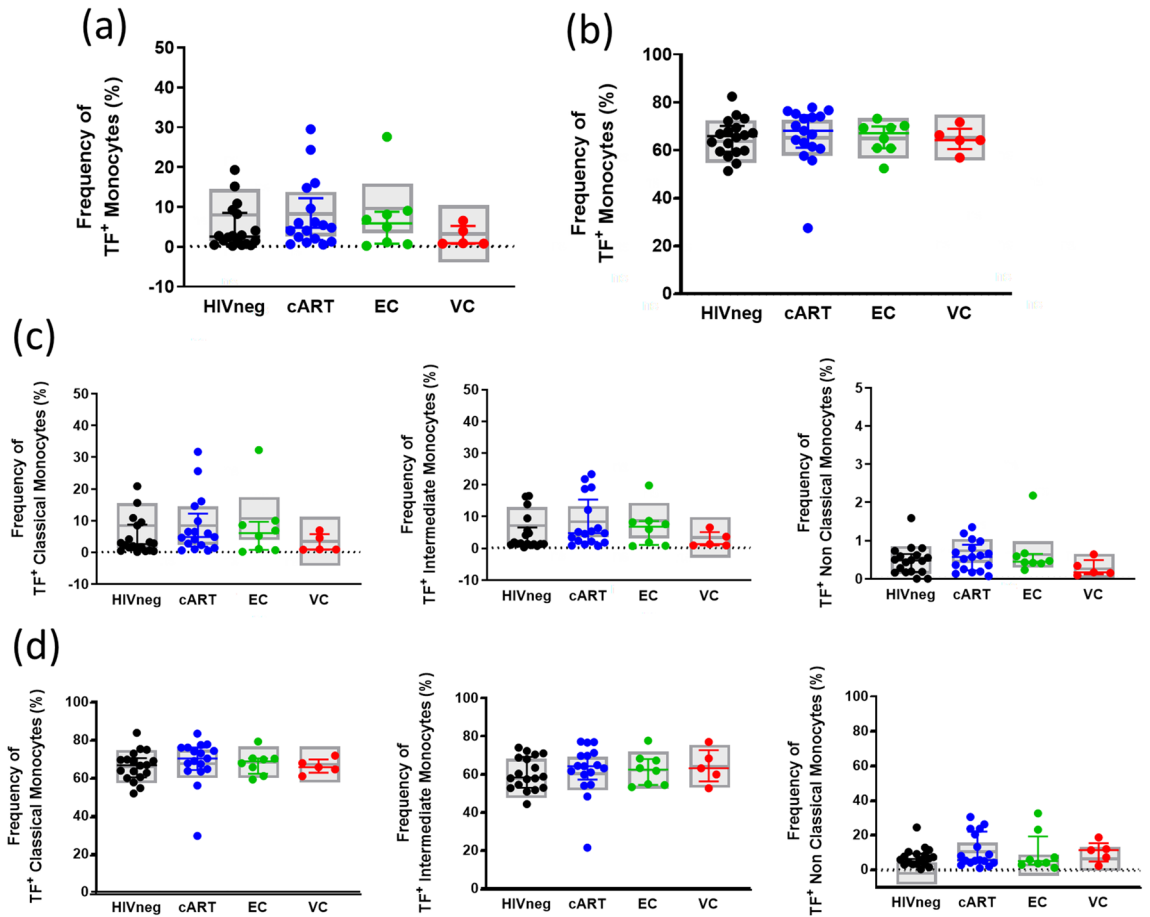 (a)
Frequency of
TF+ Monocytes (%)
50
40
30
20
10
0
-10
HIVneg cART EC VC
(b)
Frequency of
TF+ Monocytes (%)
100
80
60
40
20
0
HIVneg cART EC VC
(c)
Frequency of
TF+ Classical Monocytes (%)
50
40
30
20
10
0
-10
HIVneg cART EC VC
Frequency of
TF+ Intermediate Monocytes (%)
50
40
30
20
10
0
-10
HIVneg cART EC VC
Frequency of
TF+ Non Classical Monocytes (%)
5
4
3
2
1
0
HIVneg cART EC VC
(d)
Frequency of
TF+ Classical Monocytes (%)
100
80
60
40
20
0
HIVneg cART EC VC
Frequency of
TF+ Intermediate Monocytes (%)
100
80
60
40
20
0
HIVneg cART EC VC
Frequency of
TF+ Non Classical Monocytes (%)
100
80
60
40
20
0
HIVneg cART EC VC